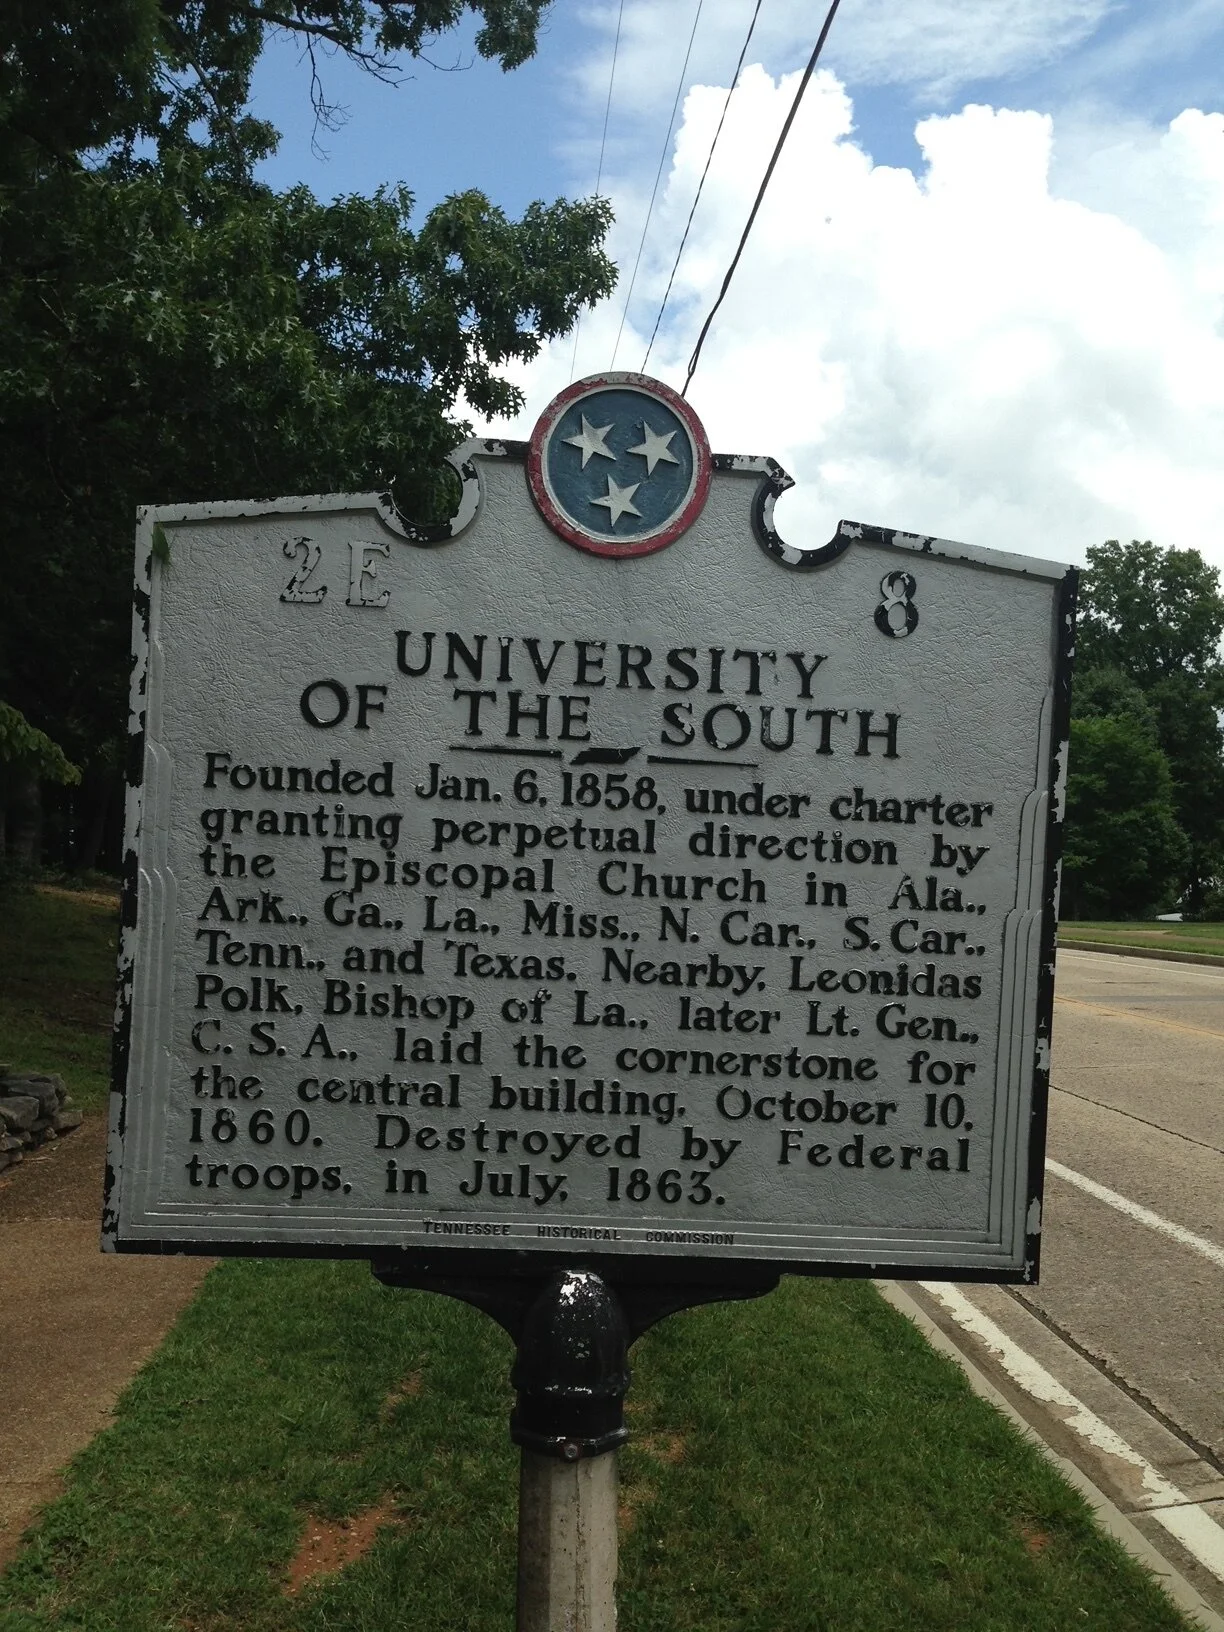 2E 8
UNIVERSITY
OF THE SOUTH
Founded Jan. 6, 1858, under charter
granting perpetual direction by
the Episcopal Church in Ala.,
Ark., Ga., La., Miss., N. Car., S. Car.,
Tenn., and Texas. Nearby, Leonidas
Polk, Bishop of La., later Lt. Gen.,
C. S. A., laid the cornerstone for
the central building, October 10,
1860. Destroyed by Federal
troops, in July, 1863.
TENNESSEE HISTORICAL COMMISSION